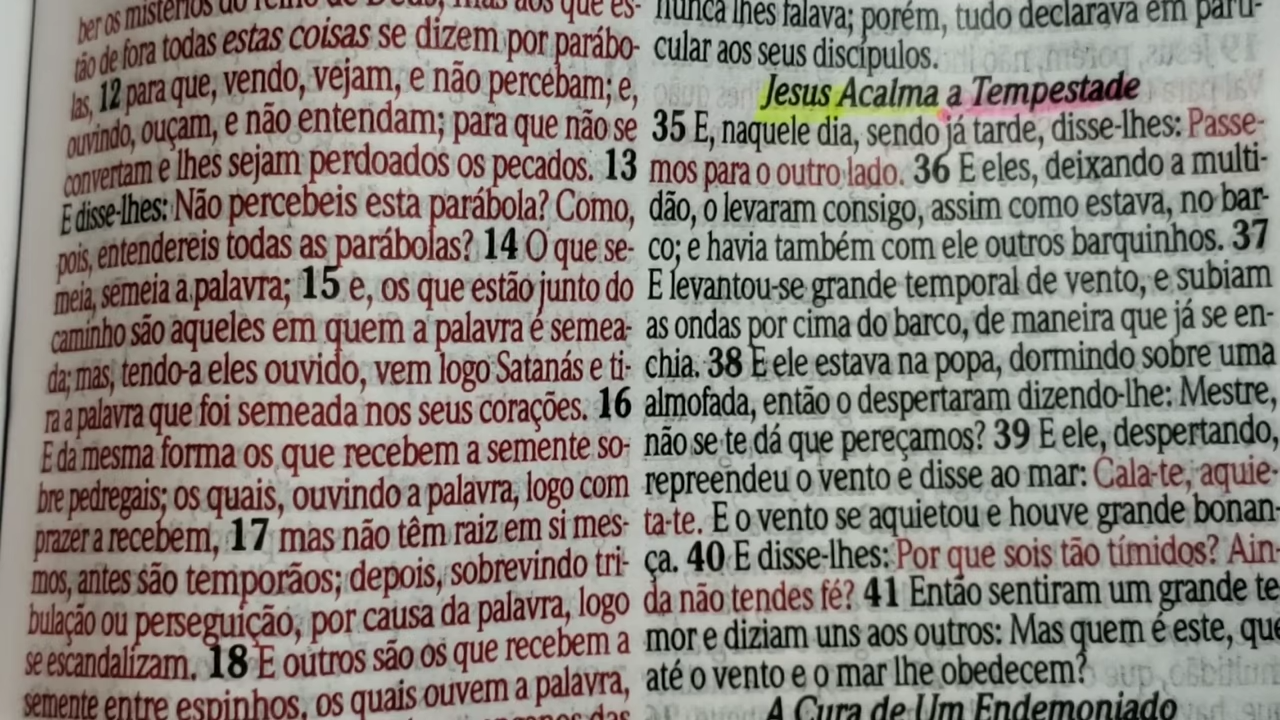 ber os mistérios do reino de Deus, mas aos que es-
tão de fora todas estas coisas se dizem por parábo-
las, 12 para que, vendo, vejam, e não percebam; e,
ouvindo, ouçam, e não entendam; para que não se
convertam e lhes sejam perdoados os pecados. 13
E disse-lhes: Não percebeis esta parábola? Como,
pois, entendereis todas as parábolas? 14 O que se-
meia, semeia a palavra; 15 e, os que estão junto do
caminho são aqueles em quem a palavra é semea-
da; mas, tendo-a eles ouvido, vem logo Satanás e ti-
ra a palavra que foi semeada nos seus corações. 16
E da mesma forma os que recebem a semente so-
bre pedregais; os quais, ouvindo a palavra, logo com
prazer a recebem, 17 mas não têm raiz em si mes-
mos, antes são temporãos; depois, sobrevindo tri-
bulação ou perseguição, por causa da palavra, logo
se escandalizam. 18 E outros são os que recebem a
semente entre espinhos, os quais ouvem a palavra,
nunca lhes falava; porém, tudo declarava em parti-
cular aos seus discípulos.
Jesus Acalma a Tempestade
35 E, naquele dia, sendo já tarde, disse-lhes: Passe-
mos para o outro lado. 36 E eles, deixando a multi-
dão, o levaram consigo, assim como estava, no bar-
co; e havia também com ele outros barquinhos. 37
E levantou-se grande temporal de vento, e subiam
as ondas por cima do barco, de maneira que já se en-
chia. 38 E ele estava na popa, dormindo sobre uma
almofada, então o despertaram dizendo-lhe: Mestre,
não se te dá que pereçamos? 39 E ele, despertando,
repreendeu o vento e disse ao mar: Cala-te, aquie-
ta-te. E o vento se aquietou e houve grande bonan-
ça. 40 E disse-lhes: Por que sois tão tímidos? Ain-
da não tendes fé? 41 Então sentiram um grande te
mor e diziam uns aos outros: Mas quem é este, que
até o vento e o mar lhe obedecem?
A Cura de Um Endemoniado